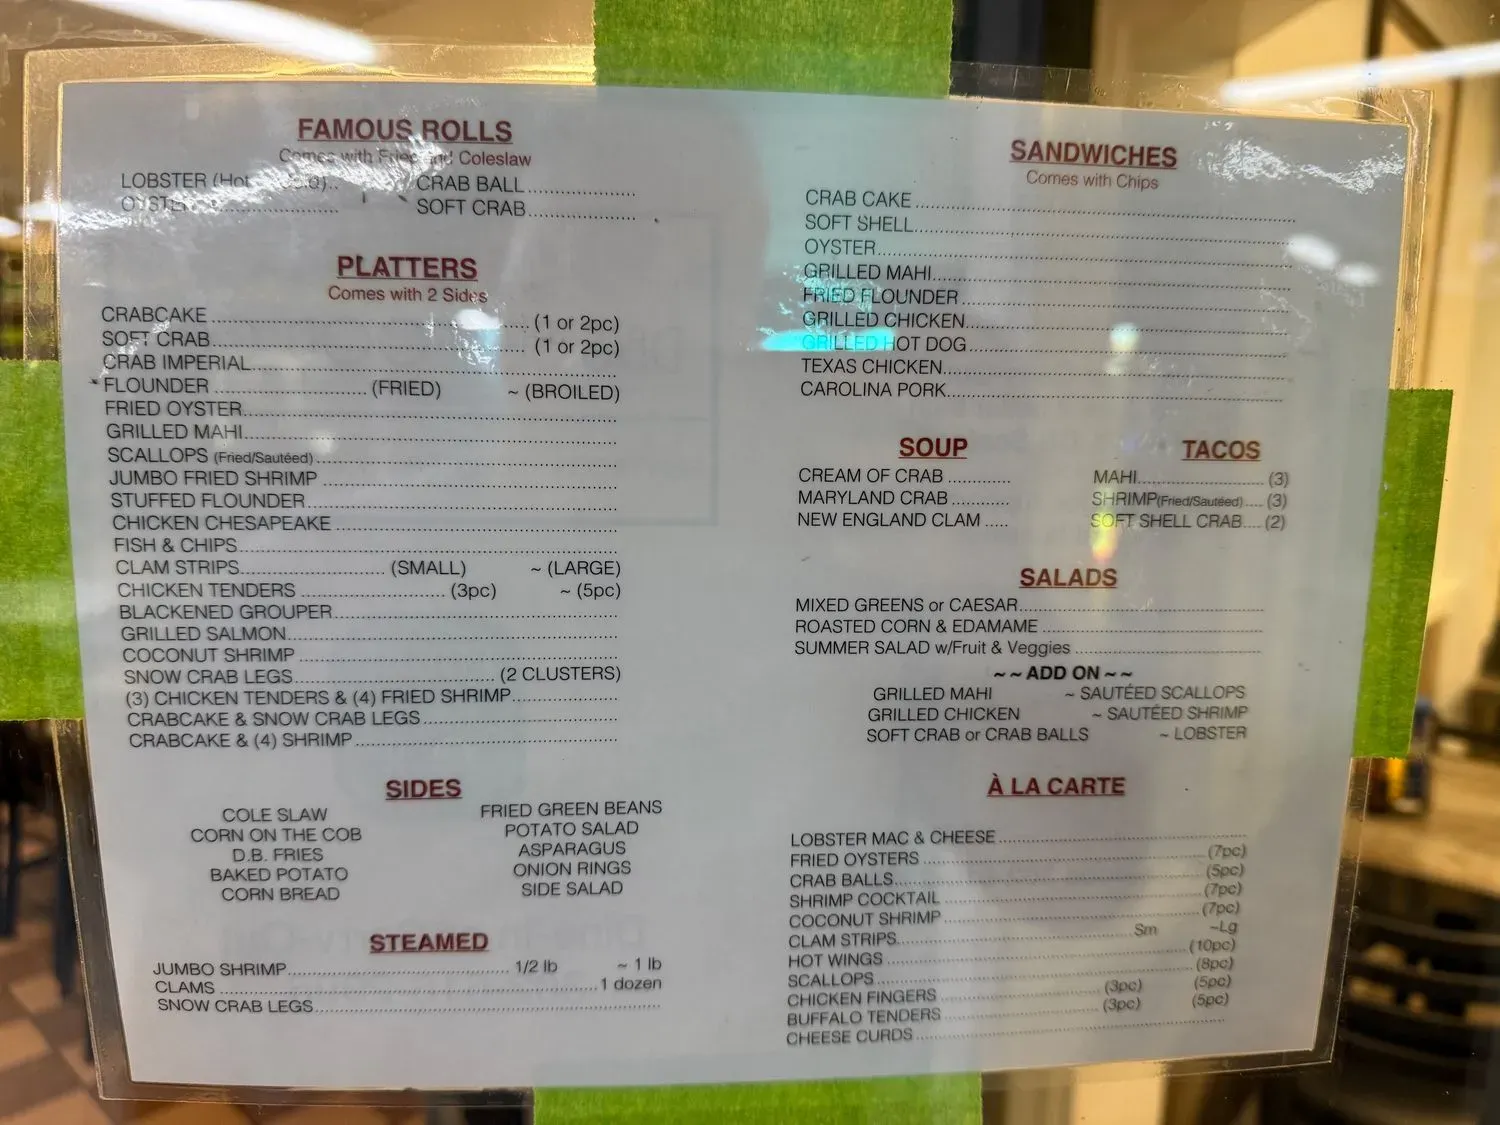 FAMOUS ROLLS
Comes with Fries and Coleslaw
LOBSTER (Hot
OYSTER
CRAB BALL
SOFT CRAB
PLATTERS
Comes with 2 Sides
CRABCAKE (1 or 2pc)
SOFT CRAB (1 or 2pc)
CRAB IMPERIAL
FLOUNDER (FRIED) ~ (BROILED)
FRIED OYSTER
GRILLED MAHI
SCALLOPS (Fried/Sautéed)
JUMBO FRIED SHRIMP
STUFFED FLOUNDER
CHICKEN CHESAPEAKE
FISH & CHIPS
CLAM STRIPS (SMALL) ~ (LARGE)
CHICKEN TENDERS (3pc) ~ (5pc)
BLACKENED GROUPER
GRILLED SALMON
COCONUT SHRIMP
SNOW CRAB LEGS (2 CLUSTERS)
(3) CHICKEN TENDERS & (4) FRIED SHRIMP
CRABCAKE & SNOW CRAB LEGS
CRABCAKE & (4) SHRIMP
SIDES
COLE SLAW
CORN ON THE COB
D.B. FRIES
BAKED POTATO
CORN BREAD
FRIED GREEN BEANS
POTATO SALAD
ASPARAGUS
ONION RINGS
SIDE SALAD
STEAMED
JUMBO SHRIMP 1/2 lb ~ 1 lb
CLAMS 1 dozen
SNOW CRAB LEGS
SANDWICHES
Comes with Chips
CRAB CAKE
SOFT SHELL
OYSTER
GRILLED MAHI
FRIED FLOUNDER
GRILLED CHICKEN
GRILLED HOT DOG
TEXAS CHICKEN
CAROLINA PORK
SOUP
CREAM OF CRAB
MARYLAND CRAB
NEW ENGLAND CLAM
TACOS
MAHI (3)
SHRIMP(Fried/Sautéed) (3)
SOFT SHELL CRAB (2)
SALADS
MIXED GREENS or CAESAR
ROASTED CORN & EDAMAME
SUMMER SALAD w/Fruit & Veggies
~ ~ ADD ON ~ ~
GRILLED MAHI ~ SAUTÉED SCALLOPS
GRILLED CHICKEN ~ SAUTÉED SHRIMP
SOFT CRAB or CRAB BALLS ~ LOBSTER
À LA CARTE
LOBSTER MAC & CHEESE
FRIED OYSTERS (7pc)
CRAB BALLS (5pc)
SHRIMP COCKTAIL (7pc)
COCONUT SHRIMP (7pc)
CLAM STRIPS Sm ~Lg
HOT WINGS (10pc)
SCALLOPS (8pc)
CHICKEN FINGERS (3pc) (5pc)
BUFFALO TENDERS (3pc) (5pc)
CHEESE CURDS